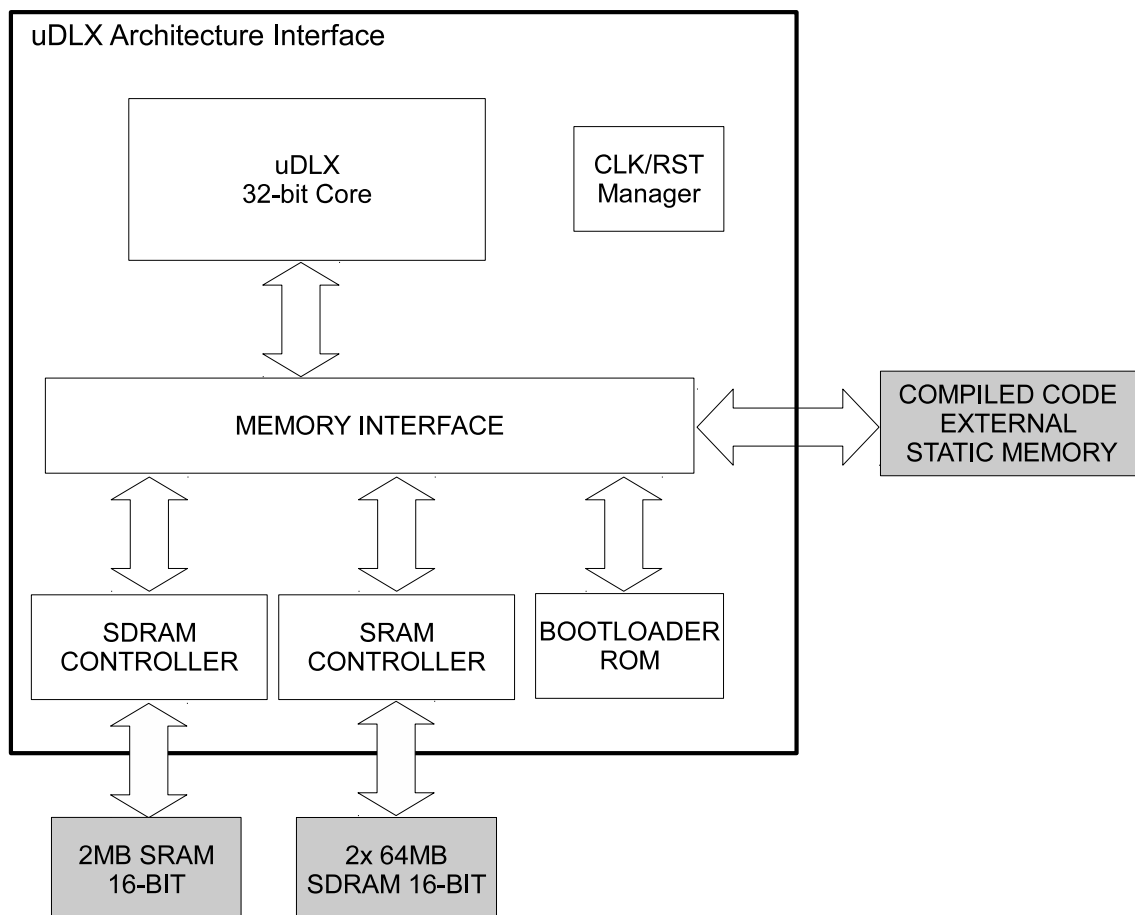 uDLX Architecture Interface
uDLX
32-bit Core
CLK/RST
Manager
MEMORY INTERFACE
COMPILED CODE
EXTERNAL
STATIC MEMORY
SDRAM
CONTROLLER
SRAM
CONTROLLER
BOOTLOADER
ROM
2MB SRAM
16-BIT
2x 64MB
SDRAM 16-BIT